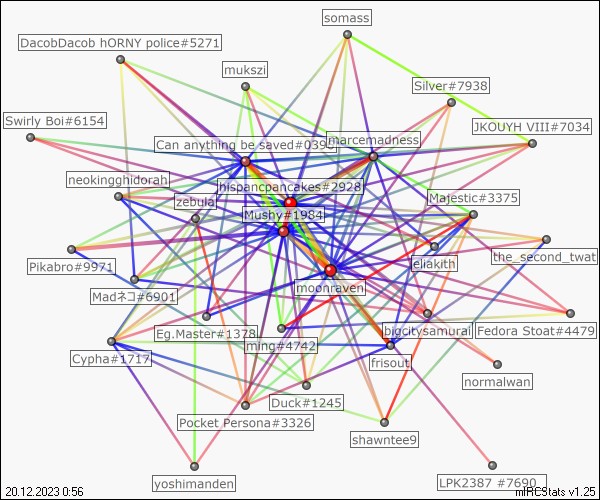 somass
DacobDacob hORNY police#5271
mukszi
Silver#7938
Swirly Boi#6154
JKOUYH VIII#7034
Can anything be saved#0390
marcemadness
neokingghidorah
hispancpancakes#2928
Majestic#3375
zebula
Mushy#1984
the_second_twat
eliakith
Pikabro#9971
moonraven
Madネコ#6901
Eg.Master#1378
bigcitysamurai
Fedora Stoat#4479
ming#4742
Cypha#1717
frisout
normalwan
Duck#1245
Pocket Persona#3326
shawntee9
yoshimanden
LPK2387 #7690
20.12.2023 0:56
mIRCStats v1.25